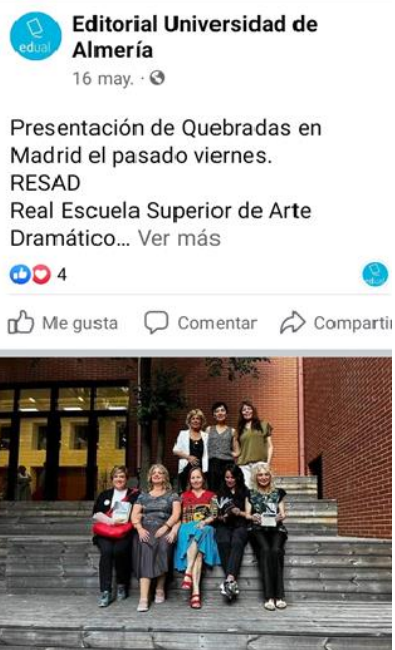 edual
Editorial Universidad de
Almería
16 may. ·
Presentación de Quebradas en
Madrid el pasado viernes.
RESAD
Real Escuela Superior de Arte
Dramático... Ver más
4
edual
Me gusta Comentar Comparti